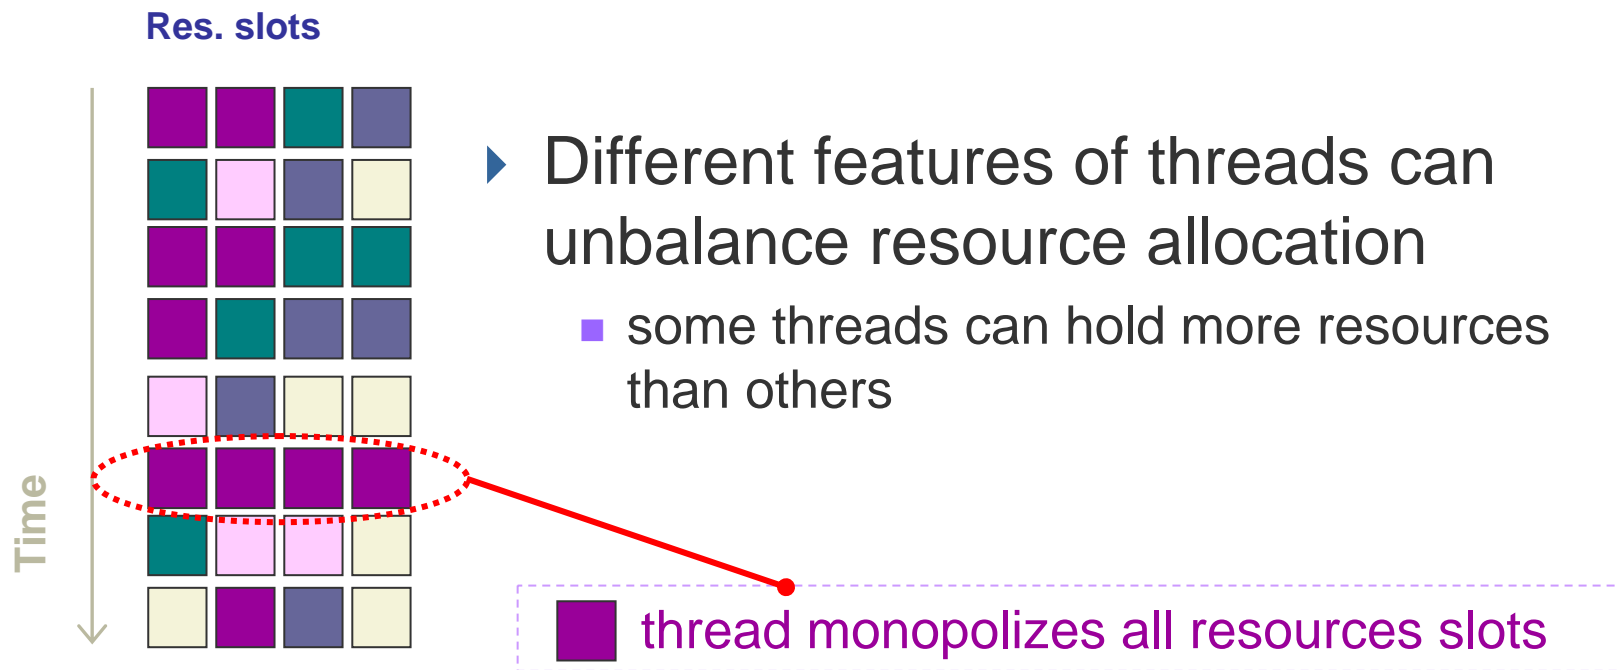 Res. slots
Different features of threads can
unbalance resource allocation
some threads can hold more resources
than others
Time
thread monopolizes all resources slots